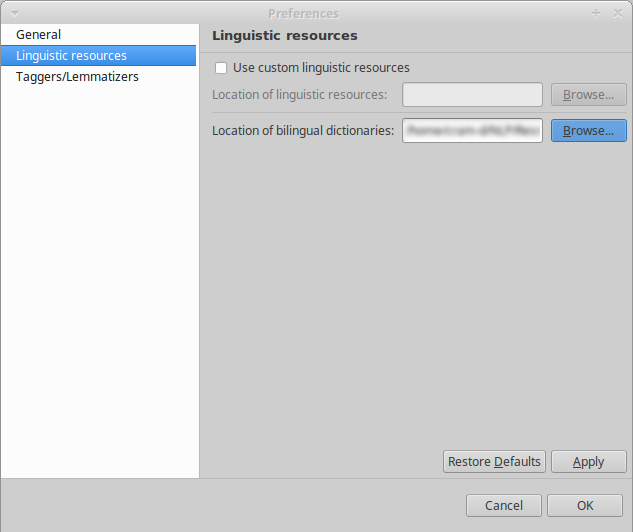 Preferences
General
Linguistic resources
Taggers/Lemmatizers
Linguistic resources
Use custom linguistic resources
Location of linguistic resources:
Browse...
Location of bilingual dictionaries:
Browse...
Restore Defaults
Apply
Cancel
OK